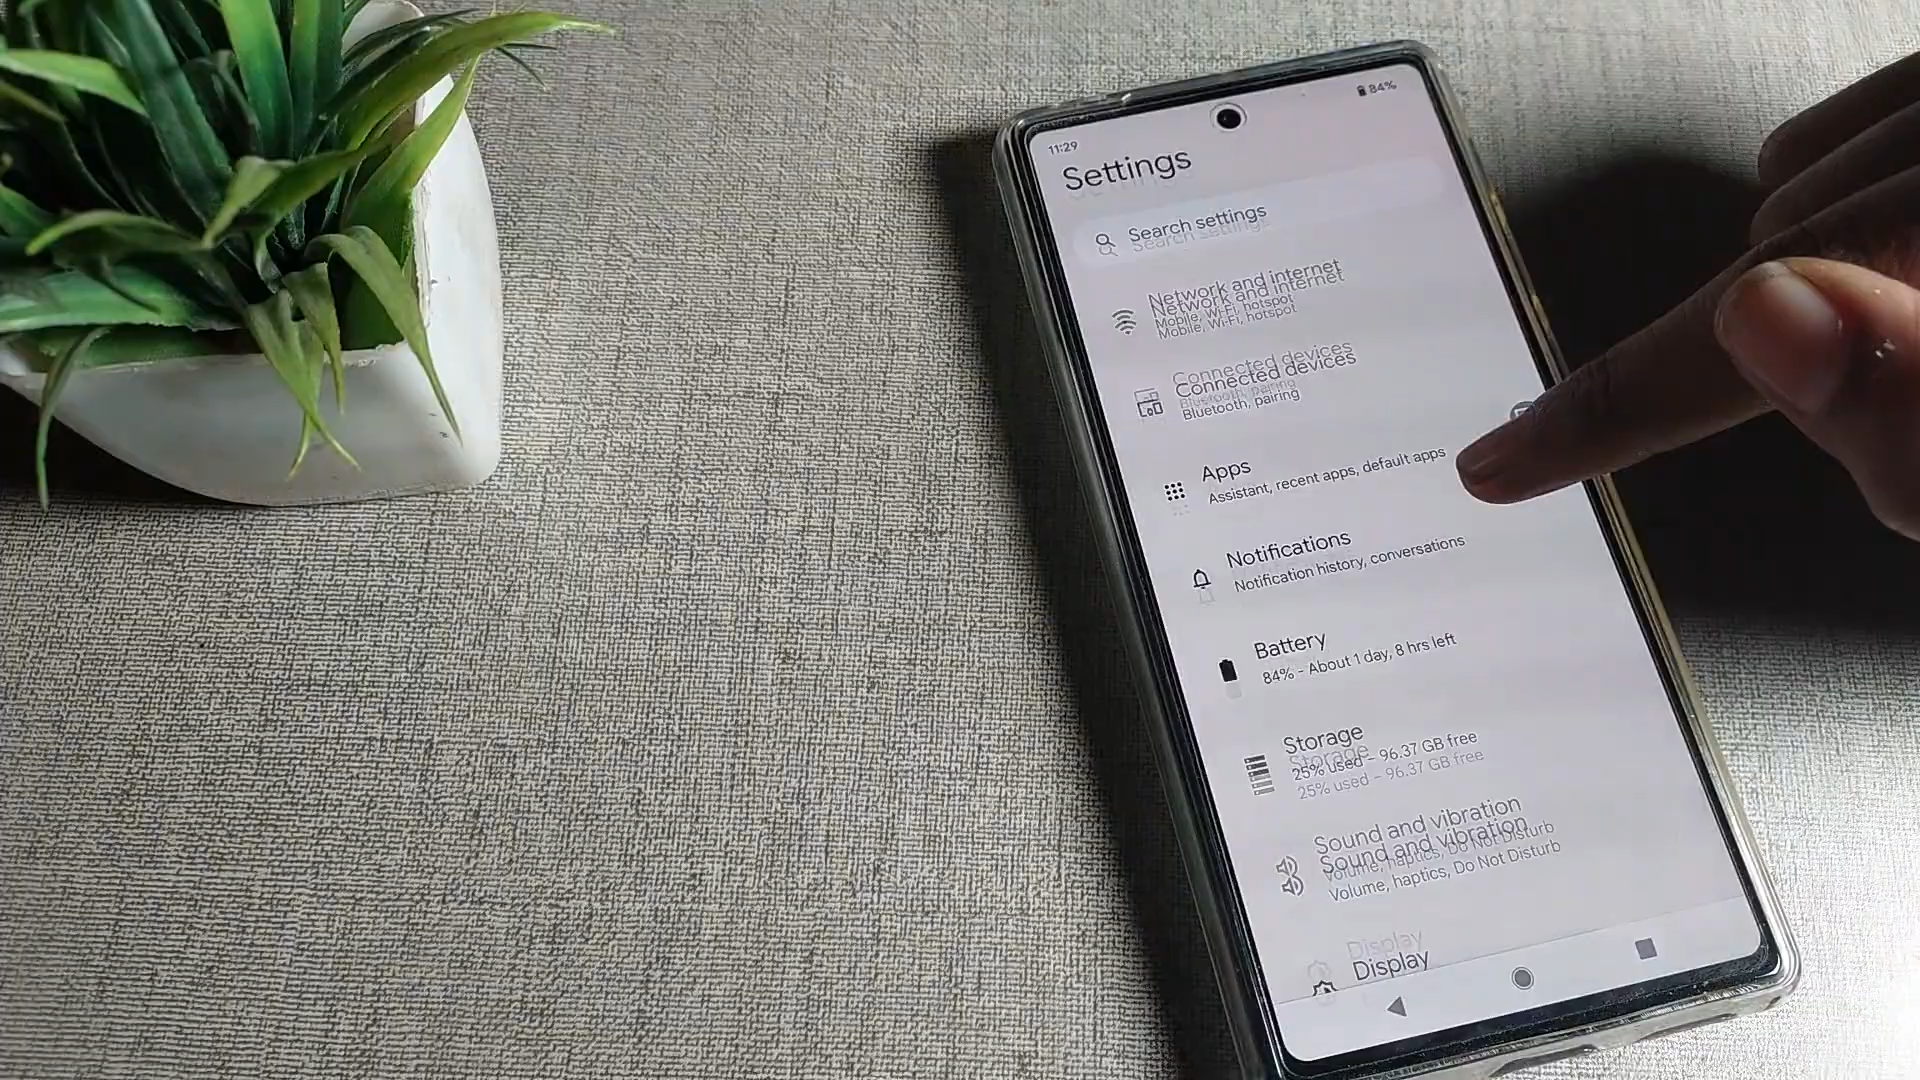 84%
11:29
Settings
Search settings
Network and internet
Mobile, Wi-Fi, hotspot
Connected devices
Bluetooth, pairing
Apps
Assistant, recent apps, default apps
Notifications
Notification history, conversations
Battery
84% - About 1 day, 8 hrs left
Storage
25% used - 96.37 GB free
Sound and vibration
Volume, haptics, Do Not Disturb
Display